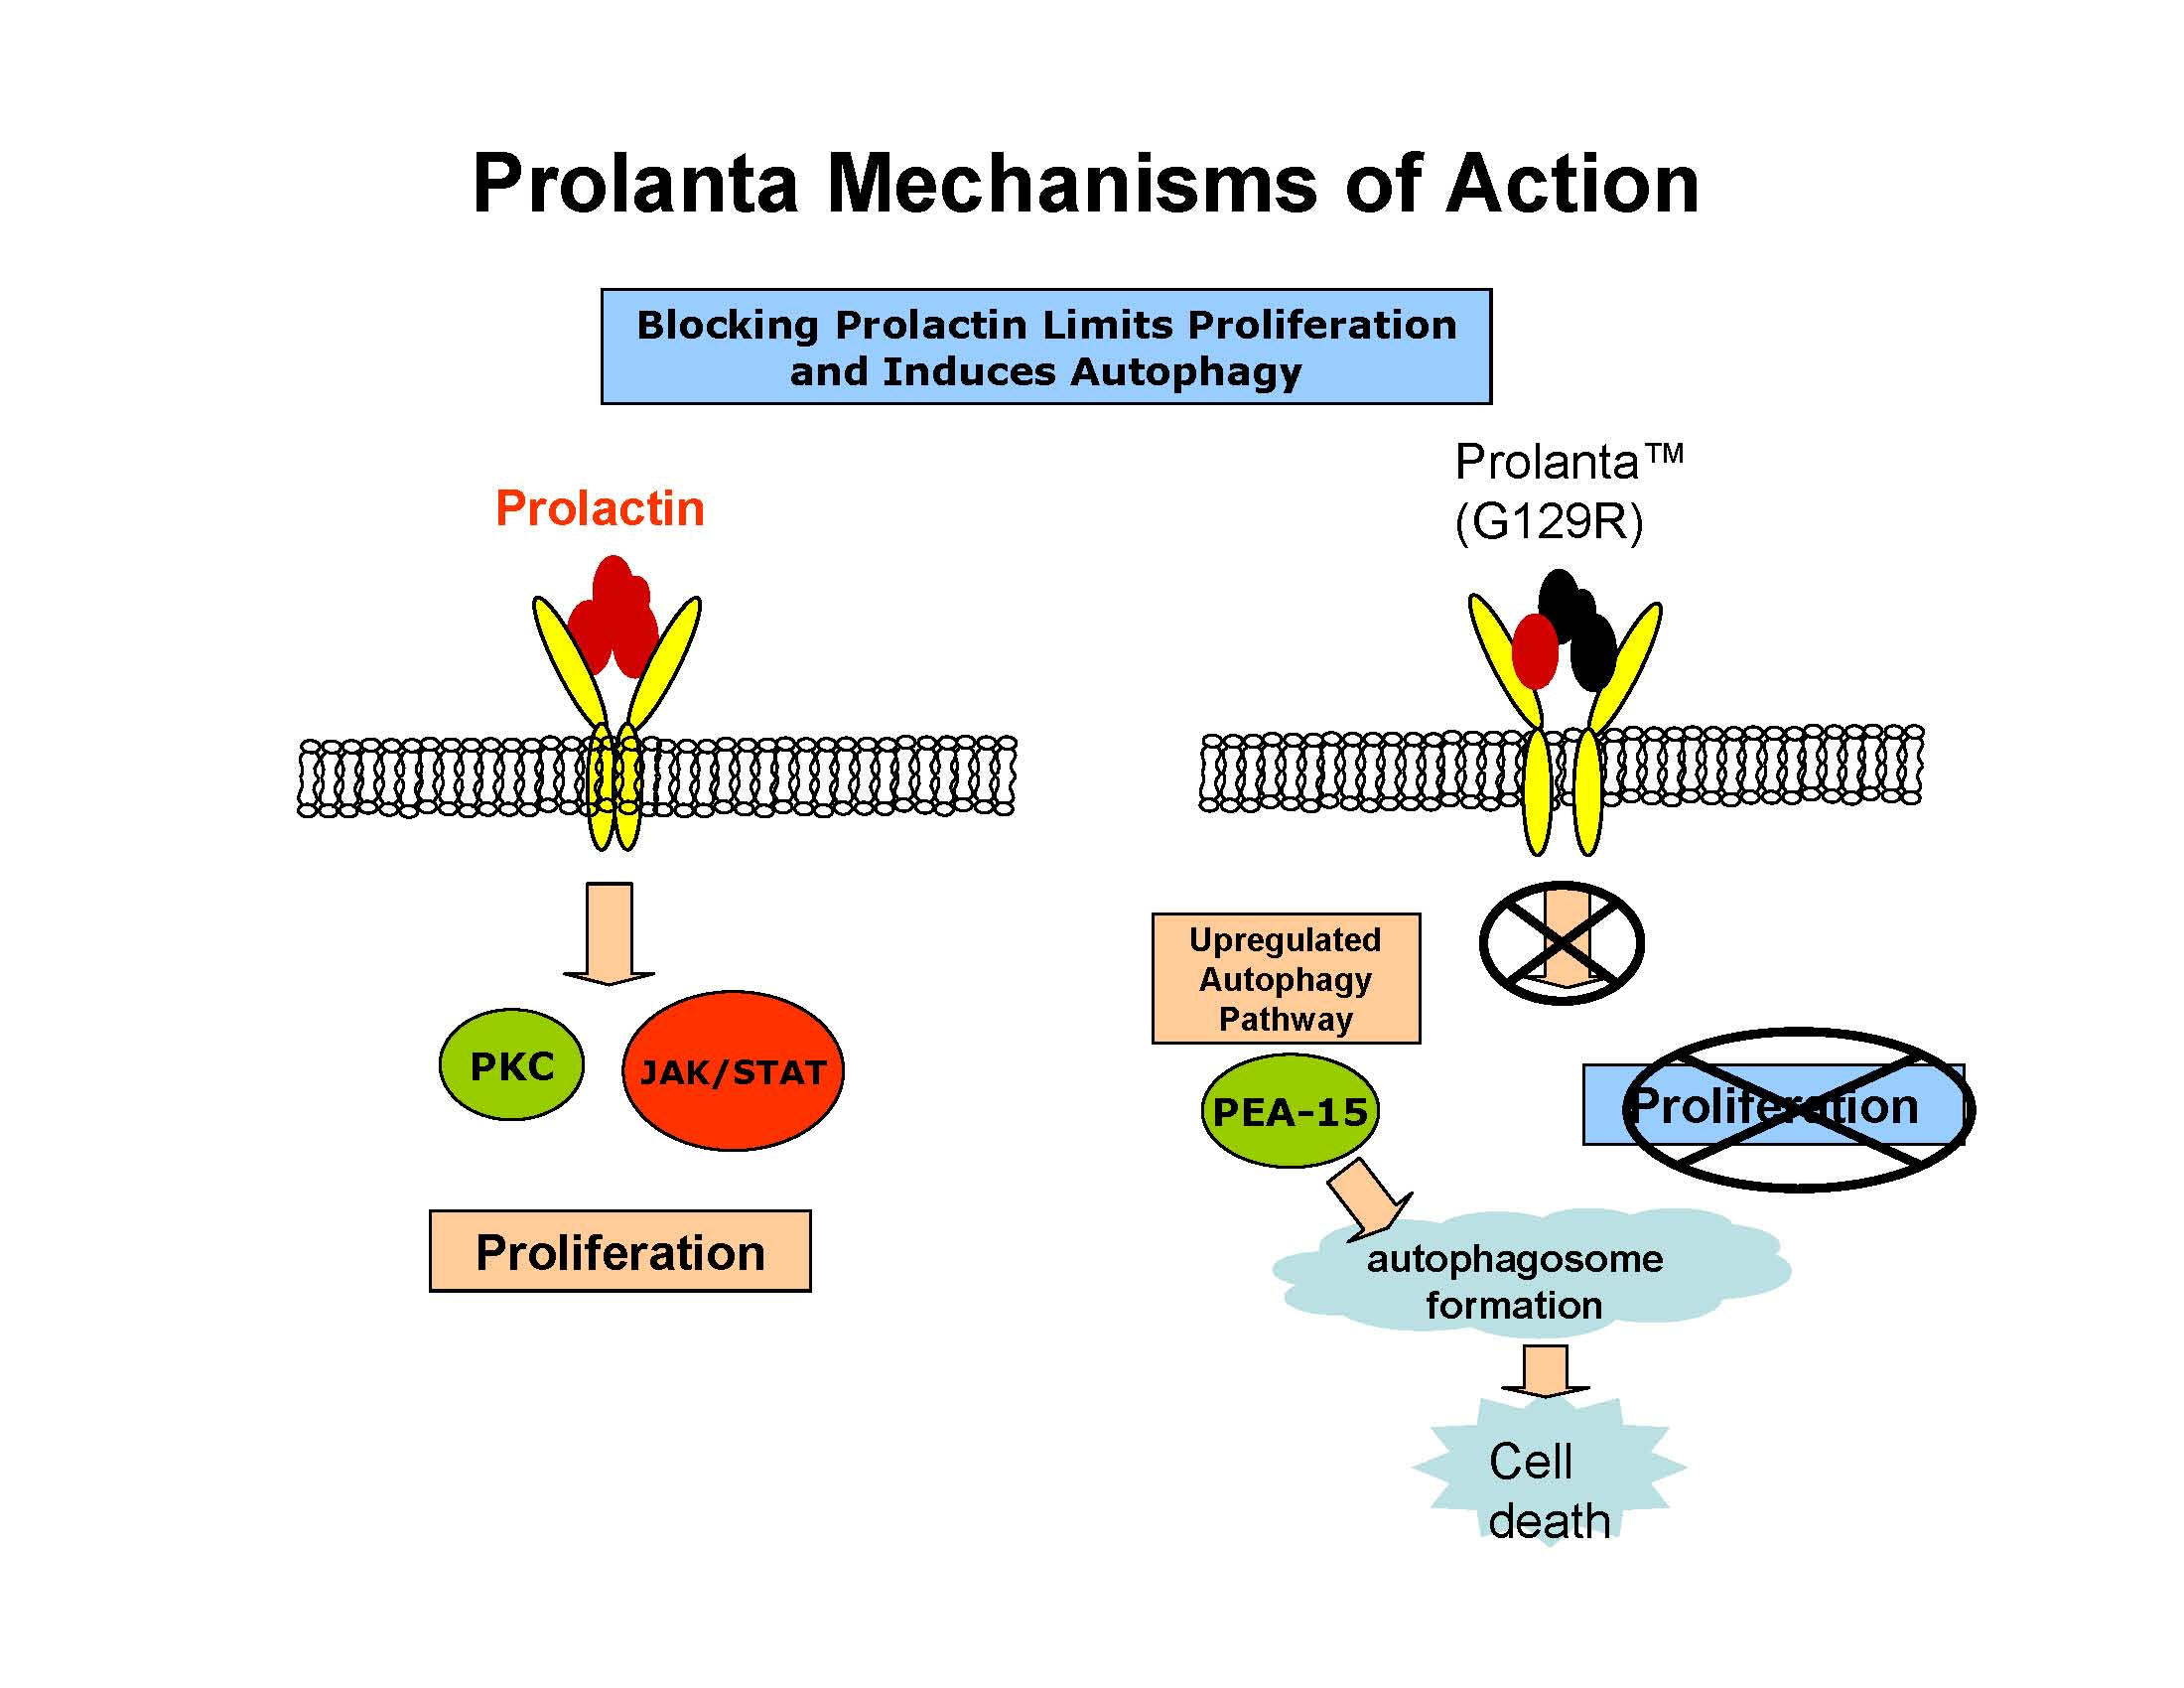 Prolanta Mechanisms of Action
Blocking Prolactin Limits Proliferation
and Induces Autophagy
Prolactin
PKC
JAK/STAT
Proliferation
Prolanta™
(G129R)
Upregulated
Autophagy
Pathway
PEA-15
Proliferation
autophagosome
formation
Cell
death